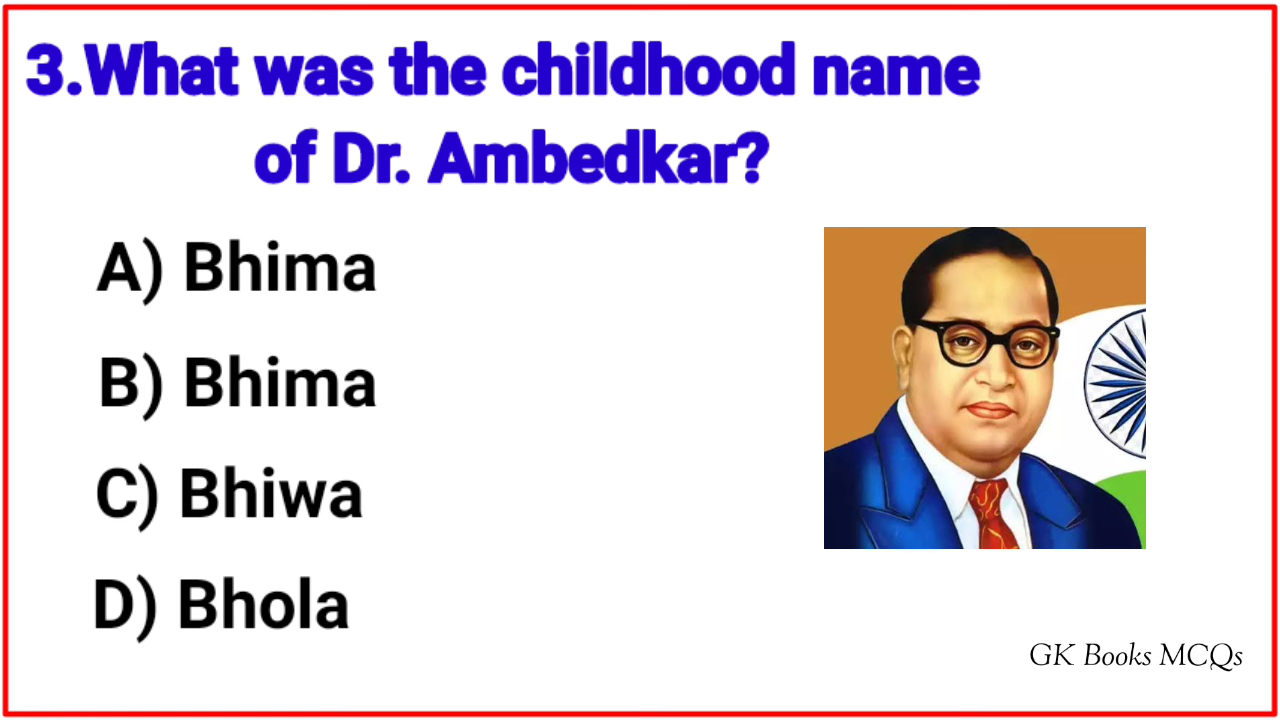 3.What was the childhood name
of Dr. Ambedkar?
A) Bhima
B) Bhima
C) Bhiwa
D) Bhola
GK Books MCQs